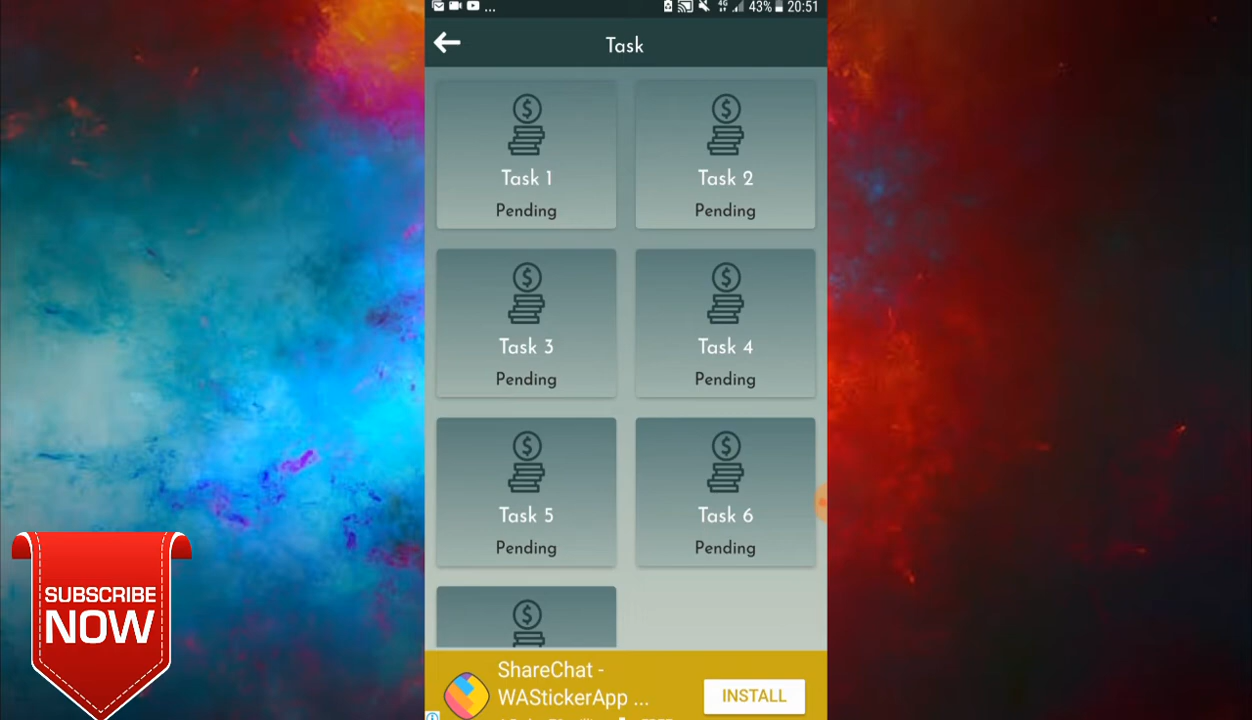 ... 4G 43% 20:51
Task
Task 1
Pending
Task 2
Pending
Task 3
Pending
Task 4
Pending
Task 5
Pending
Task 6
Pending
SUBSCRIBE
NOW
ShareChat -
WAStickerApp ...
INSTALL